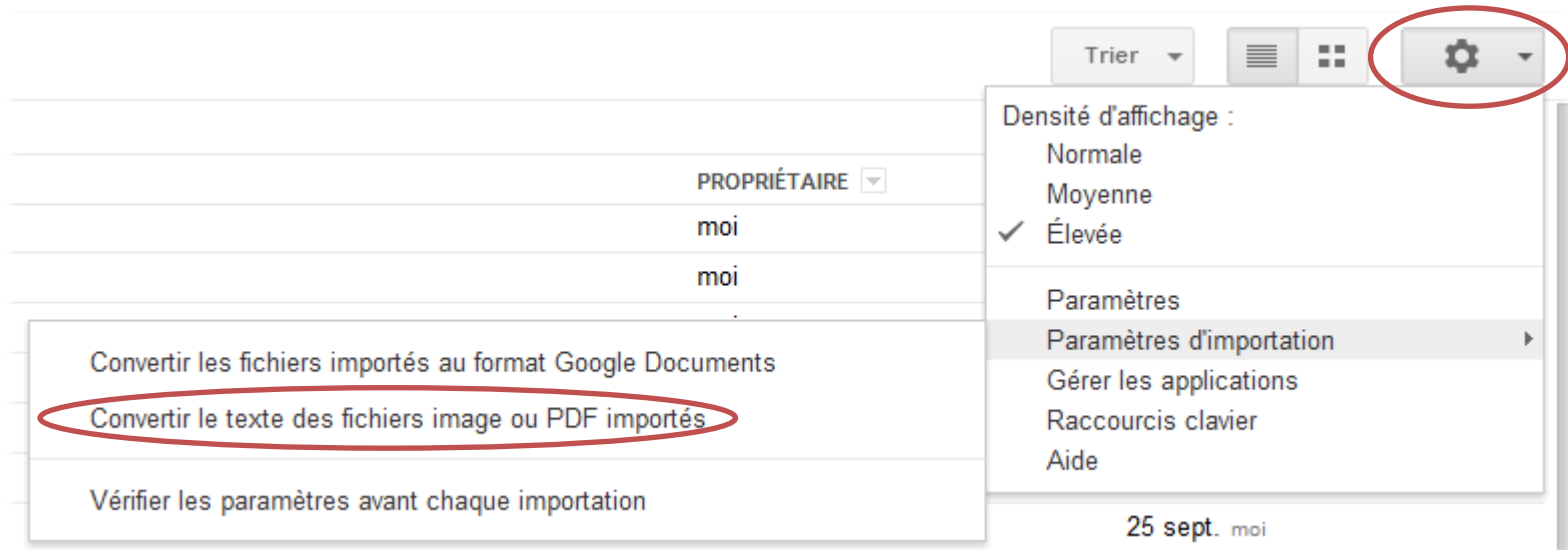 Trier
Densité d'affichage :
Normale
Moyenne
Élevée
PROPRIÉTAIRE
moi
moi
Paramètres
Paramètres d'importation
Gérer les applications
Raccourcis clavier
Aide
Convertir les fichiers importés au format Google Documents
Convertir le texte des fichiers image ou PDF importés
Vérifier les paramètres avant chaque importation
25 sept. moi